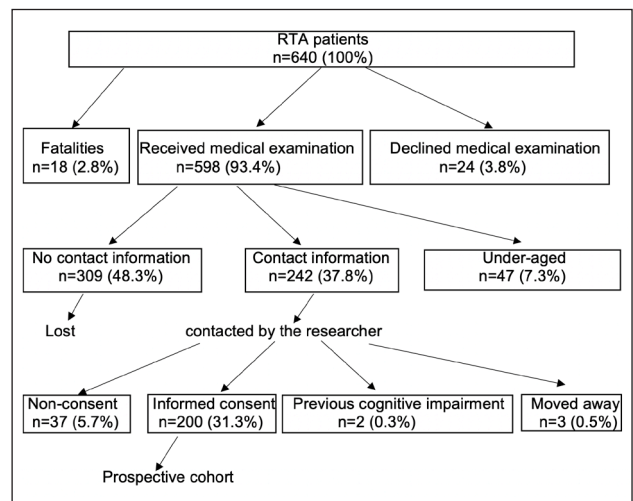 RTA patients
n=640 (100%)
Fatalities
n=18 (2.8%)
Received medical examination
n=598 (93.4%)
Declined medical examination
n=24 (3.8%)
No contact information
n=309 (48.3%)
Contact information
n=242 (37.8%)
Under-aged
n=47 (7.3%)
Lost
contacted by the researcher
Non-consent
n=37 (5.7%)
Informed consent
n=200 (31.3%)
Previous cognitive impairment
n=2 (0.3%)
Moved away
n=3 (0.5%)
Prospective cohort